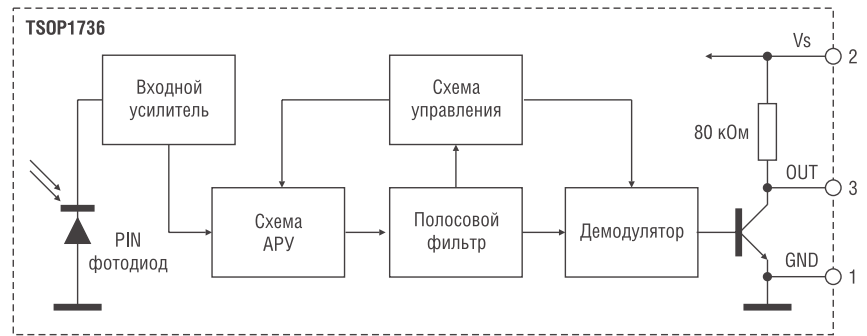 TSOP1736
Входной
усилитель
Схема
управления
Vs
2
80 кОм
OUT
3
Схема
АРУ
Полосовой
фильтр
Демодулятор
PIN
фотодиод
GND
1